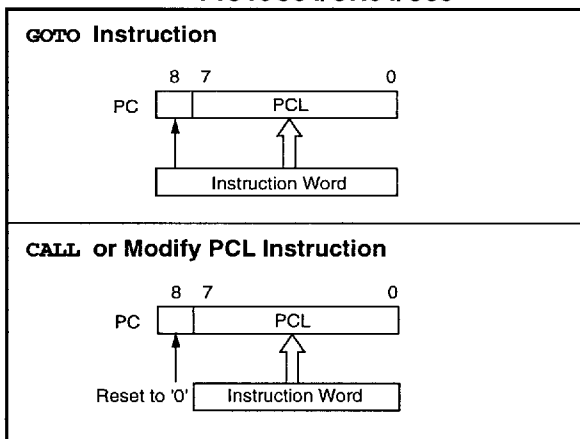 GOTO Instruction
8 7 0
PC PCL
Instruction Word
CALL or Modify PCL Instruction
8 7 0
PC PCL
Reset to '0' Instruction Word